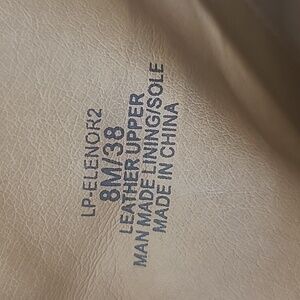 LP-ELENOR2
8M/38
LEATHER UPPER
MAN MADE LINING/SOLE
MADE IN CHINA